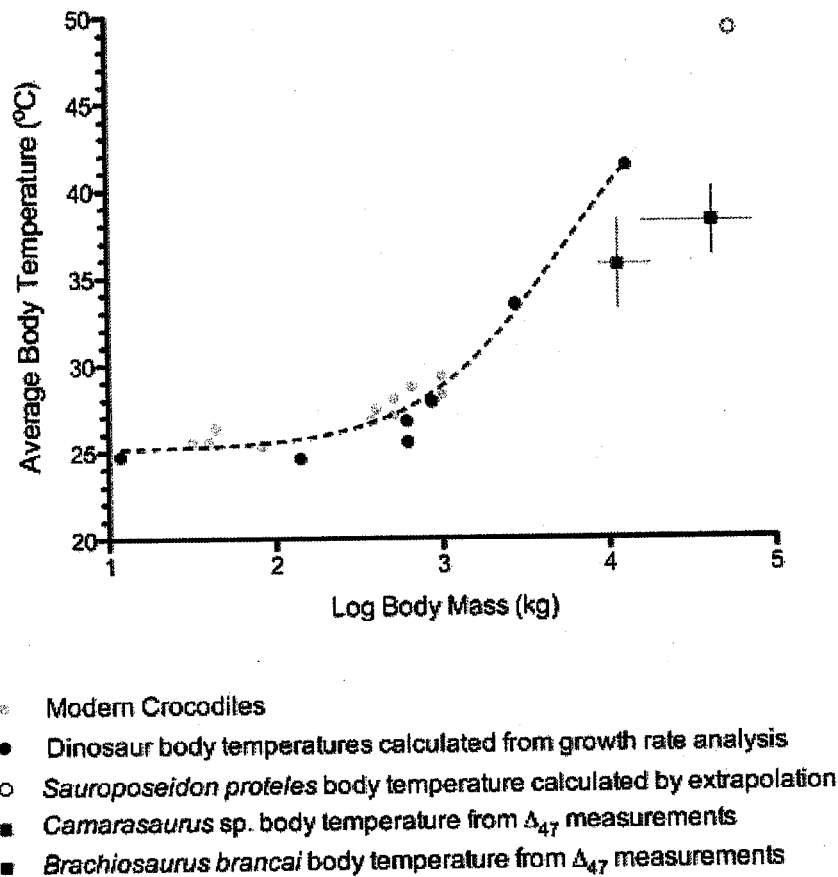 50
45
40
35
30
25
20
Average Body Temperature (ºC)
1 2 3 4 5
Log Body Mass (kg)
Modern Crocodiles
Dinosaur body temperatures calculated from growth rate analysis
Sauroposeidon proteles body temperature calculated by extrapolation
Camarasaurus sp. body temperature from Δ47 measurements
Brachiosaurus brancai body temperature from Δ47 measurements